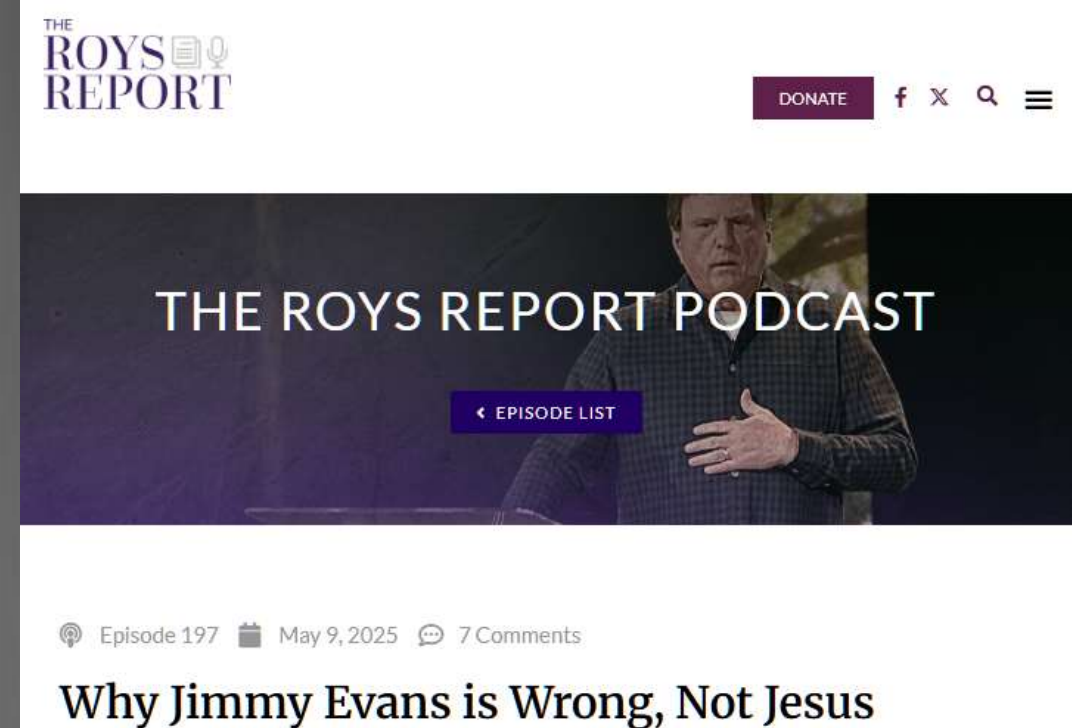 THE
ROYS
REPORT
DONATE
THE ROYS REPORT PODCAST
EPISODE LIST
Episode 197 May 9, 2025 7 Comments
Why Jimmy Evans is Wrong, Not Jesus